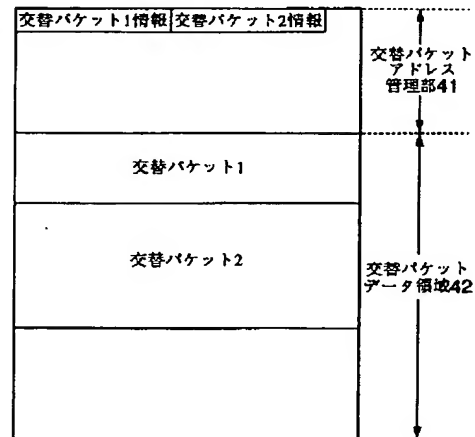 交替パケット1情報 交替パケット2情報
交替パケット
アドレス
管理部41
交替パケット1
交替パケット2
交替パケット
データ領域42